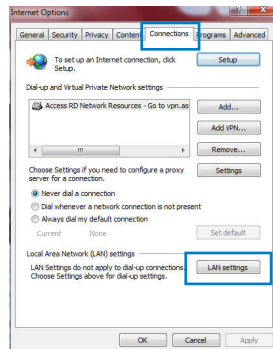 Internet Options
General Security Privacy Content Connections Programs Advanced
To set up an Internet connection, click
Setup.
Setup
Dial-up and Virtual Private Network settings
Access RD Network Resources - Go to vpn.as
Add...
Add VPN...
Remove...
Choose Settings if you need to configure a proxy
server for a connection.
Settings
Never dial a connection
Dial whenever a network connection is not present
Always dial my default connection
Current None
Set default
Local Area Network (LAN) settings
LAN Settings do not apply to dial-up connections.
Choose Settings above for dial-up settings.
LAN settings
OK Cancel Apply